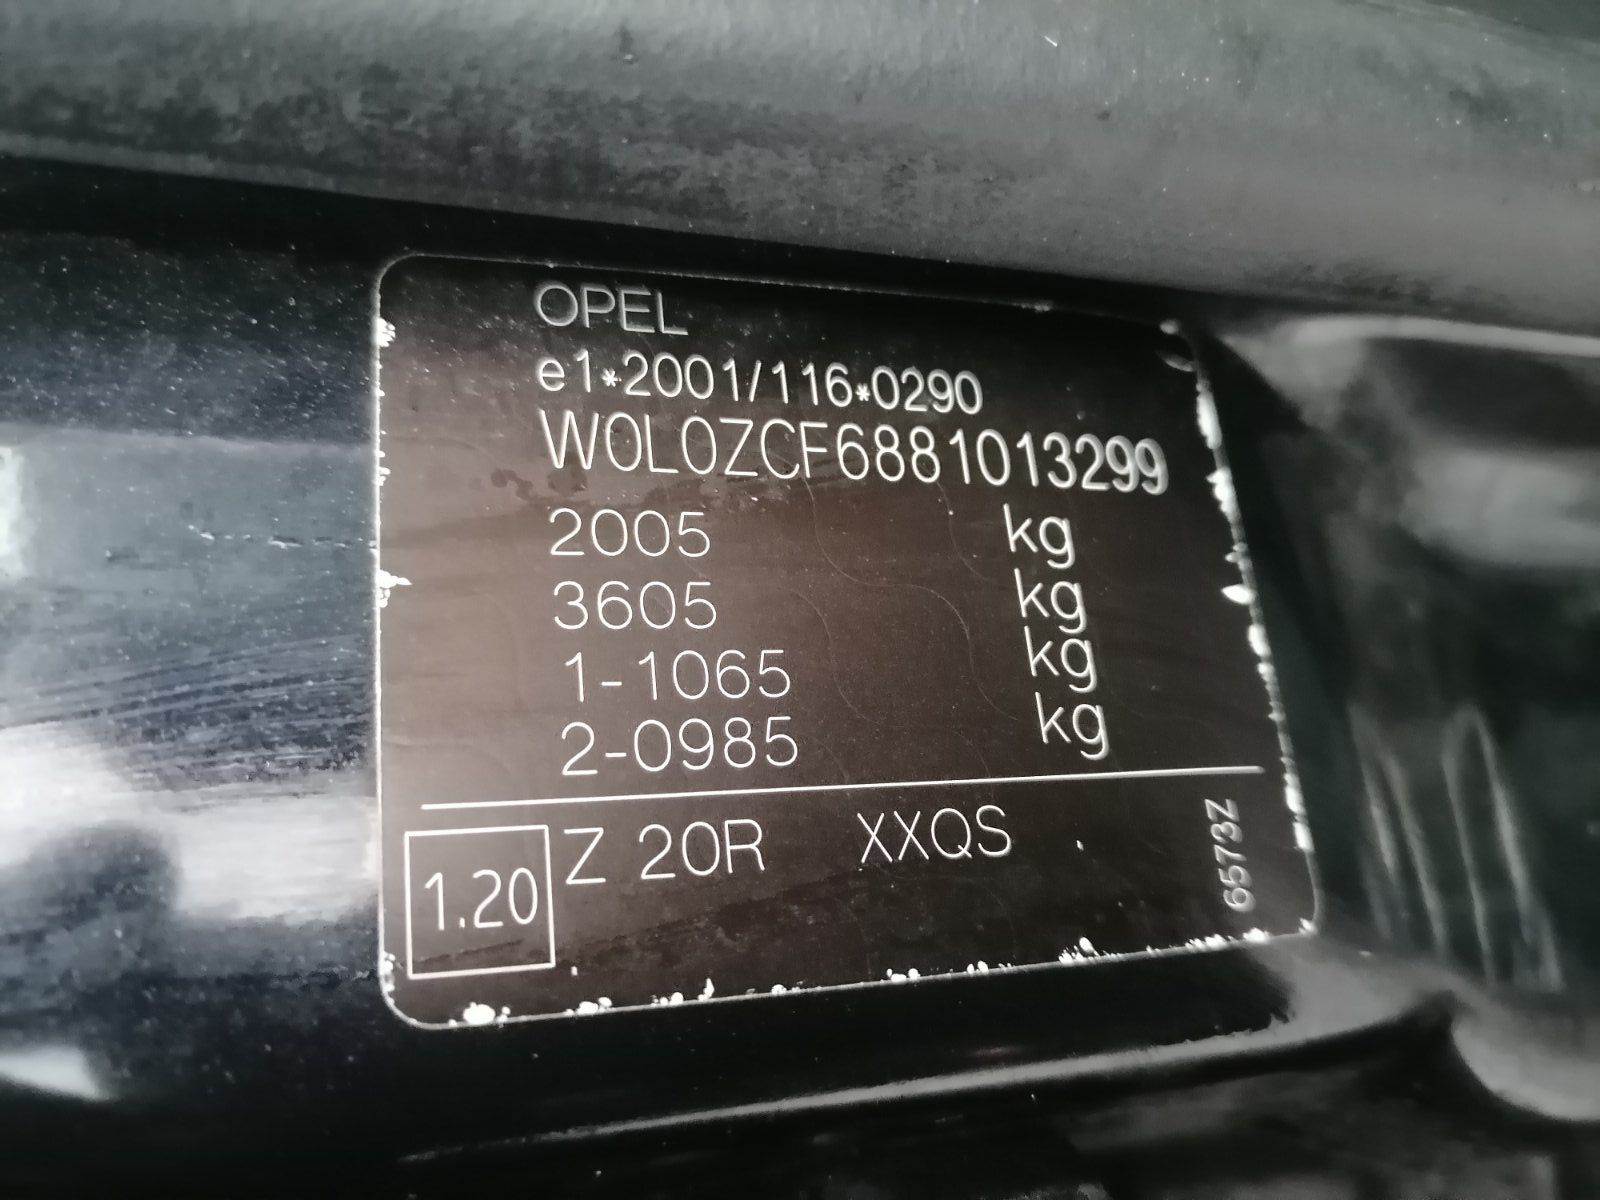 OPEL
e1*2001/116*0290
W0L0ZCF6881013299
2005 kg
3605 kg
1-1065 kg
2-0985 kg
1.20 Z 20R XXQS
6573Z